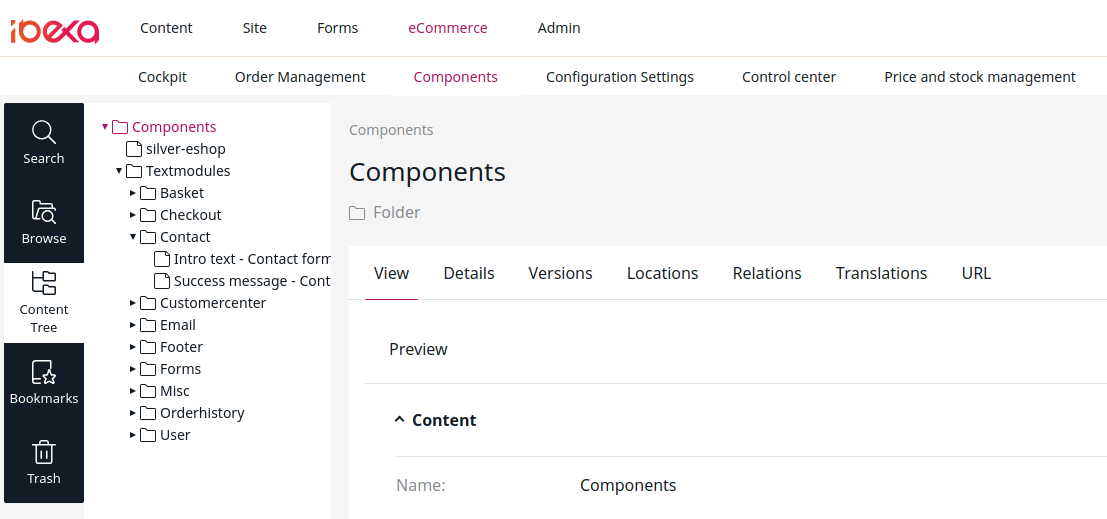 ibexa
Content Site Forms eCommerce Admin
Cockpit Order Management Components Configuration Settings Control center Price and stock management
Search
Browse
Content
Tree
Bookmarks
Trash
Components
silver-eshop
Textmodules
Basket
Checkout
Contact
Intro text - Contact form
Success message - Cont
Customercenter
Email
Footer
Forms
Misc
Orderhistory
User
Components
Components
Folder
View Details Versions Locations Relations Translations URL
Preview
Content
Name: Components